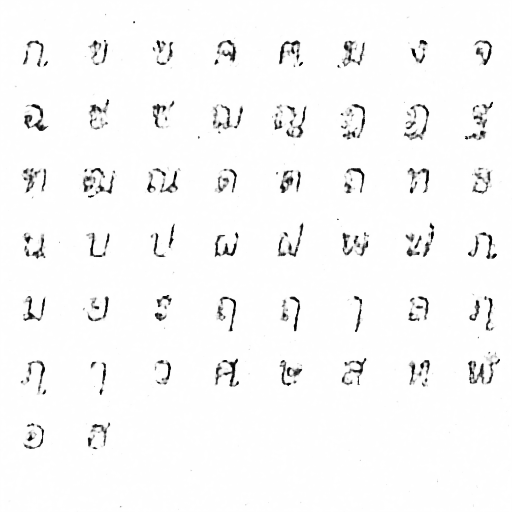 ก ข ฃ ค ฅ ฆ ง จ
ฉ ช ซ ฌ ญ ฎ ฏ ฐ
ฑ ฒ ณ ด ต ถ ท ธ
น บ ป ผ ฝ พ ฟ ภ
ม ย ร ฤ ฤ ๅ ล ฦ
ฦ ๅ ว ศ ษ ส ห ฬ
อ ฮ